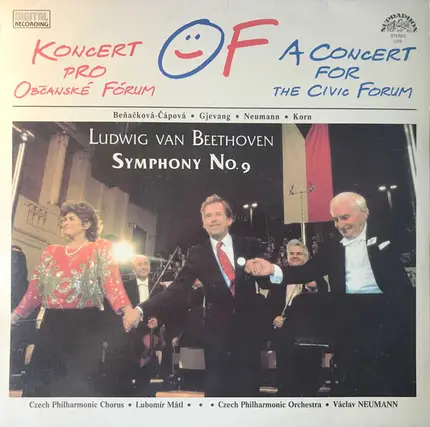 DIGITAL
RECORDING
KONCERT
PRO
OBČANSKÉ FÓRUM
OF
A CONCERT
FOR
THE CIVIC FORUM
SUPRAPHON
STEREO
Beňačková-Čápová • Gjevang • Neumann • Korn
LUDWIG VAN BEETHOVEN
SYMPHONY NO. 9
Czech Philharmonic Chorus • Lubomír Mátl • • • Czech Philharmonic Orchestra • Václav NEUMANN